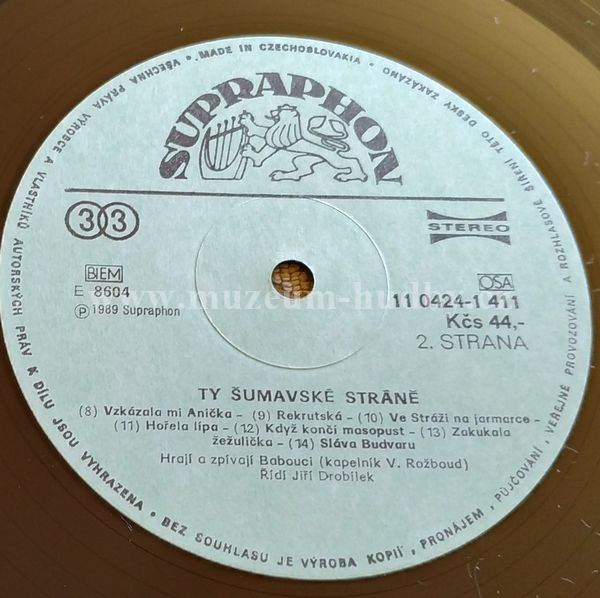 VŠECHNA PRÁVA VÝROBCE A VLASTNÍKŮ AUTORSKÝCH PRÁV K DÍLU JSOU VYHRAZENA • BEZ SOUHLASU JE VÝROBA KOPIÍ, PRONÁJEM, PŮJČOVÁNÍ, VEŘEJNÉ PROVOZOVÁNÍ A ROZHLASOVÉ ŠÍŘENÍ TÉTO DESKY ZAKÁZÁNO • MADE IN CZECHOSLOVAKIA •
SUPRAPHON
33
STEREO
BIEM
E 8604
Ⓟ 1989 Supraphon
OSA
11 0424-1 411
Kčs 44,-
2. STRANA
TY ŠUMAVSKÉ STRÁNĚ
(8) Vzkázala mi Anička - (9) Rekrutská - (10) Ve Stráži na jarmarce -
(11) Hořela lípa - (12) Když končí masopust - (13) Zakukala
žežulička - (14) Sláva Budvaru
Hrají a zpívají Babouci (kapelník V. Rožboud)
Řídí Jiří Drobílek